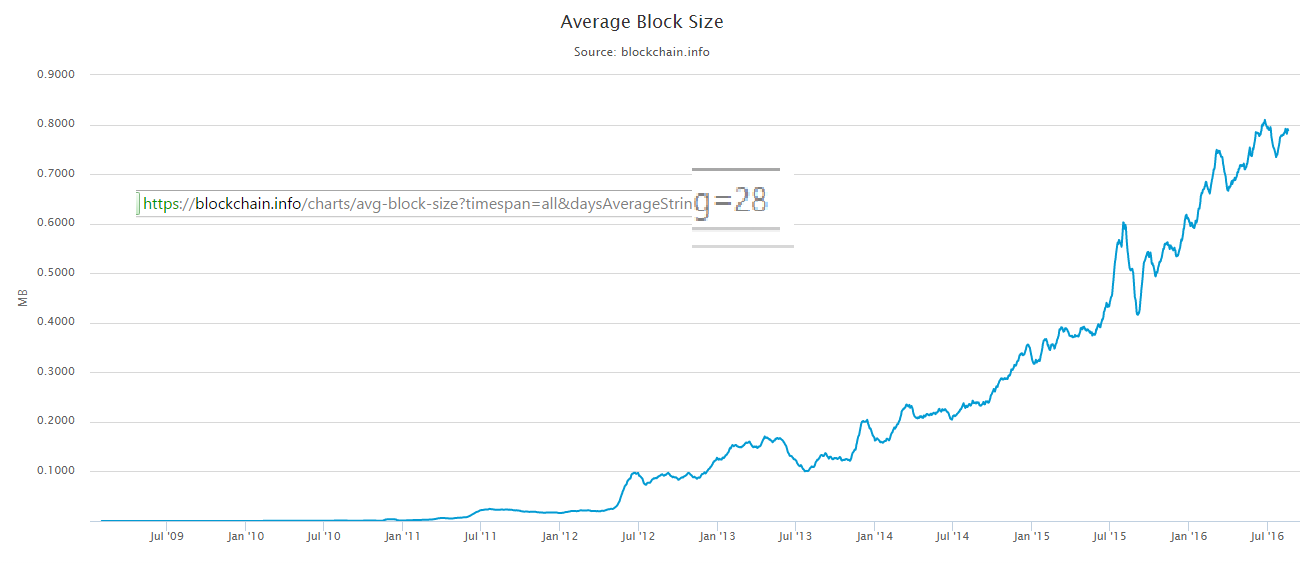 Average Block Size
Source: blockchain.info
0.9000
0.8000
0.7000
https://blockchain.info/charts/avg-block-size?timespan=all&daysAverageString=28
0.6000
0.5000
MB
0.4000
0.3000
0.2000
0.1000
Jul '09 Jan '10 Jul '10 Jan '11 Jul '11 Jan '12 Jul '12 Jan '13 Jul '13 Jan '14 Jul '14 Jan '15 Jul '15 Jan '16 Jul '16